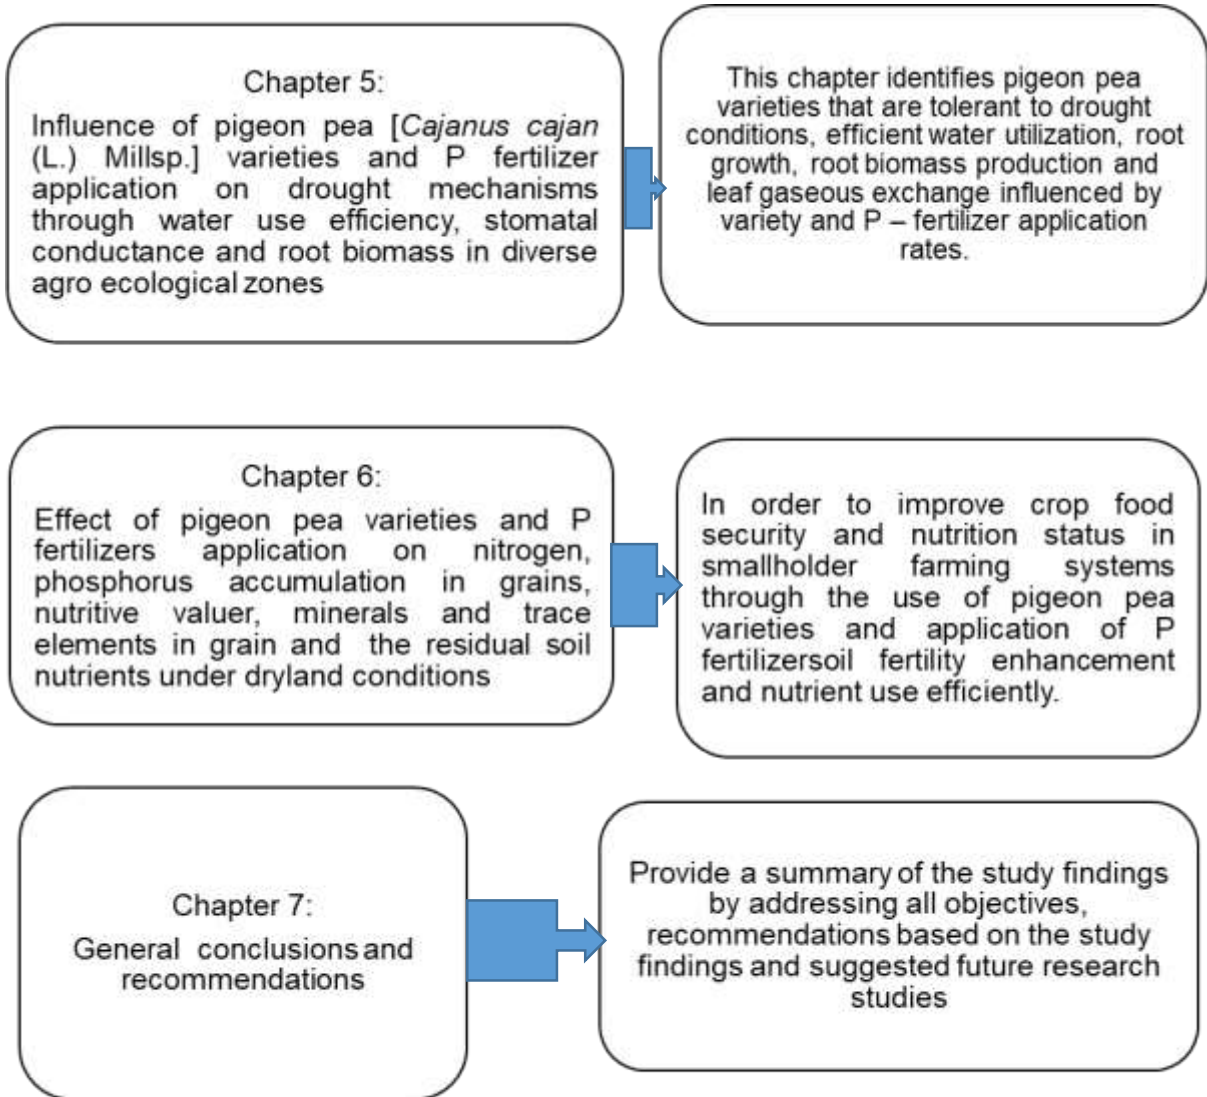 Chapter 5:
Influence of pigeon pea [Cajanus cajan
(L.) Millsp.] varieties and P fertilizer
application on drought mechanisms
through water use efficiency, stomatal
conductance and root biomass in diverse
agro ecological zones
This chapter identifies pigeon pea
varieties that are tolerant to drought
conditions, efficient water utilization, root
growth, root biomass production and
leaf gaseous exchange influenced by
variety and P – fertilizer application
rates.
Chapter 6:
Effect of pigeon pea varieties and P
fertilizers application on nitrogen,
phosphorus accumulation in grains,
nutritive valuer, minerals and trace
elements in grain and the residual soil
nutrients under dryland conditions
In order to improve crop food
security and nutrition status in
smallholder farming systems
through the use of pigeon pea
varieties and application of P
fertilizersoil fertility enhancement
and nutrient use efficiently.
Chapter 7:
General conclusions and
recommendations
Provide a summary of the study findings
by addressing all objectives,
recommendations based on the study
findings and suggested future research
studies